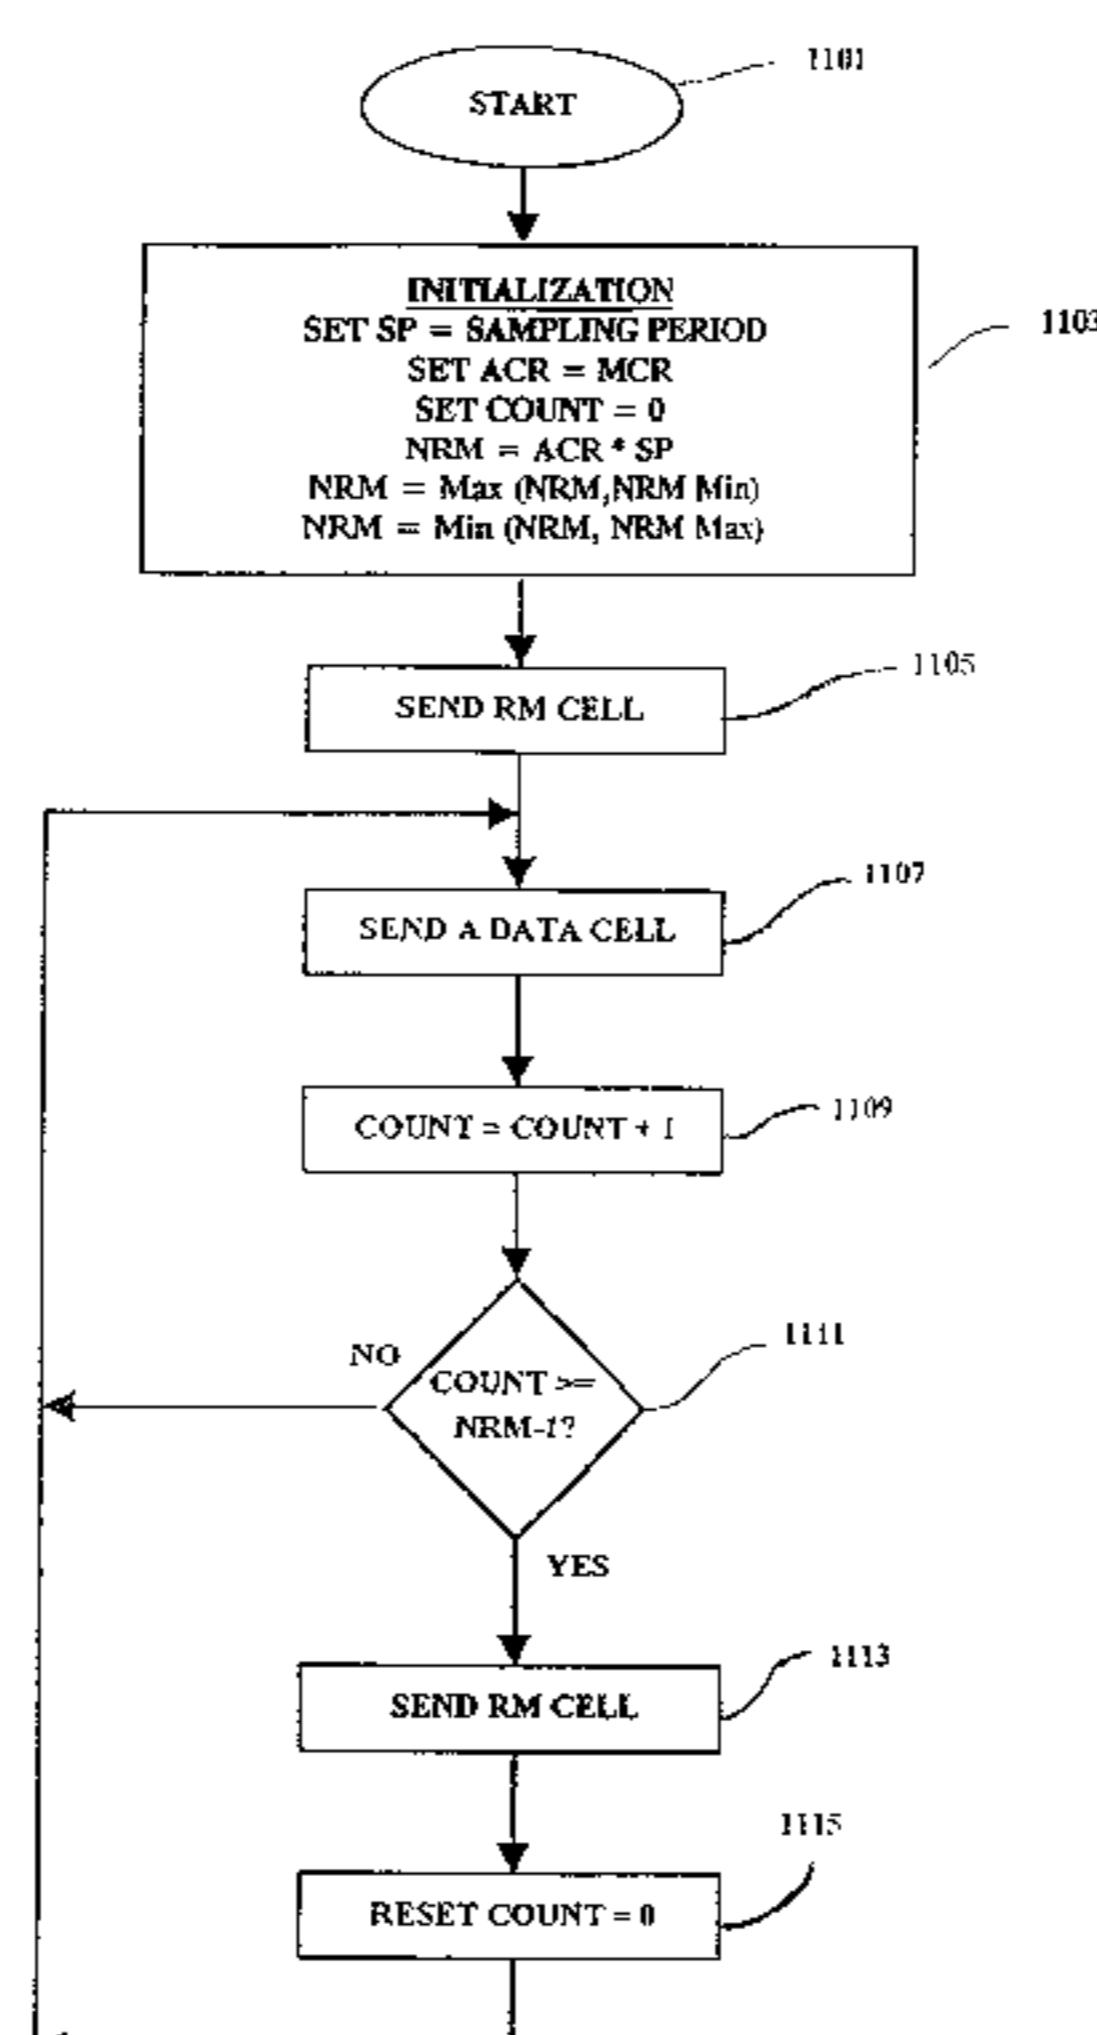 1101
START
INITIALIZATION
SET SP = SAMPLING PERIOD
SET ACR = MCR
SET COUNT = 0
NRM = ACR * SP
NRM = Max (NRM,NRM Min)
NRM = Min (NRM, NRM Max)
1103
SEND RM CELL
1105
SEND A DATA CELL
1107
COUNT = COUNT + 1
1109
NO
COUNT >=
NRM-1?
1111
YES
SEND RM CELL
1113
RESET COUNT = 0
1115